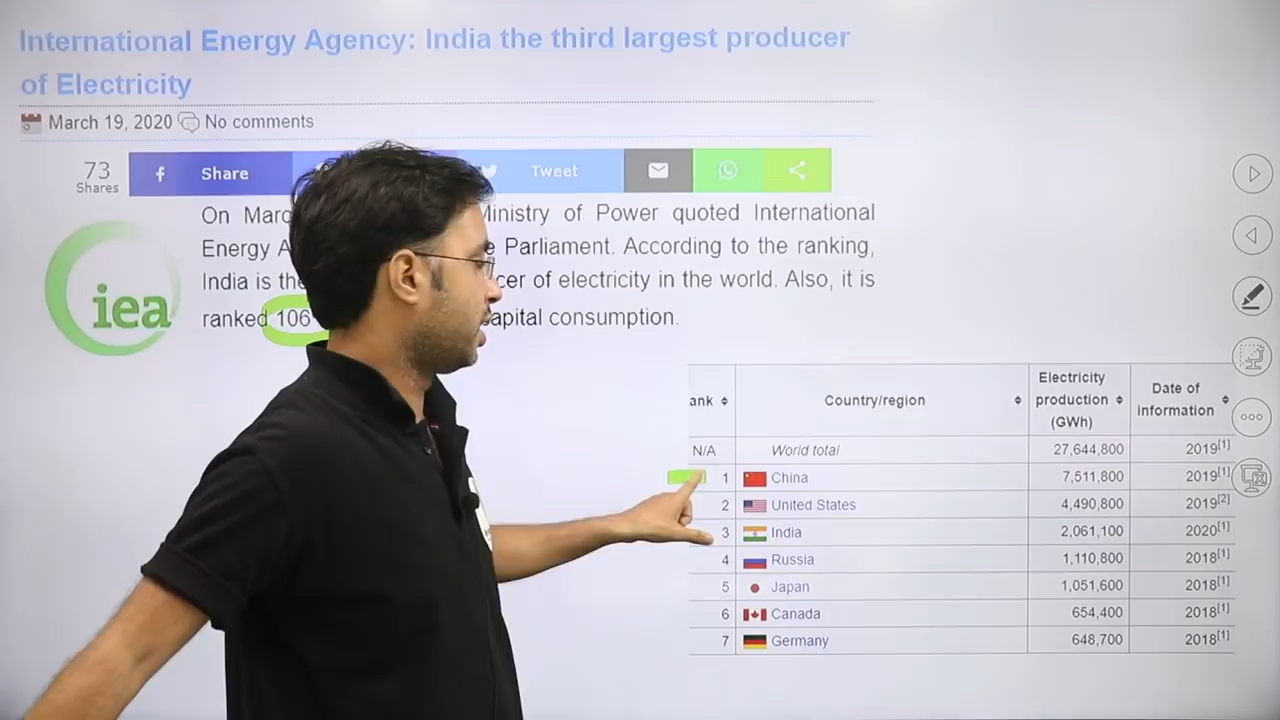 International Energy Agency: India the third largest producer
of Electricity
March 19, 2020 No comments
73
Shares
Share
Tweet
On Marc Ministry of Power quoted International
Energy A Parliament. According to the ranking,
India is the cer of electricity in the world. Also, it is
ranked 106 apital consumption.
iea
ank Country/region Electricity production (GWh) Date of information
N/A World total 27,644,800 2019[1]
1 China 7,511,800 2019[1]
2 United States 4,490,800 2019[2]
3 India 2,061,100 2020[1]
4 Russia 1,110,800 2018[1]
5 Japan 1,051,600 2018[1]
6 Canada 654,400 2018[1]
7 Germany 648,700 2018[1]